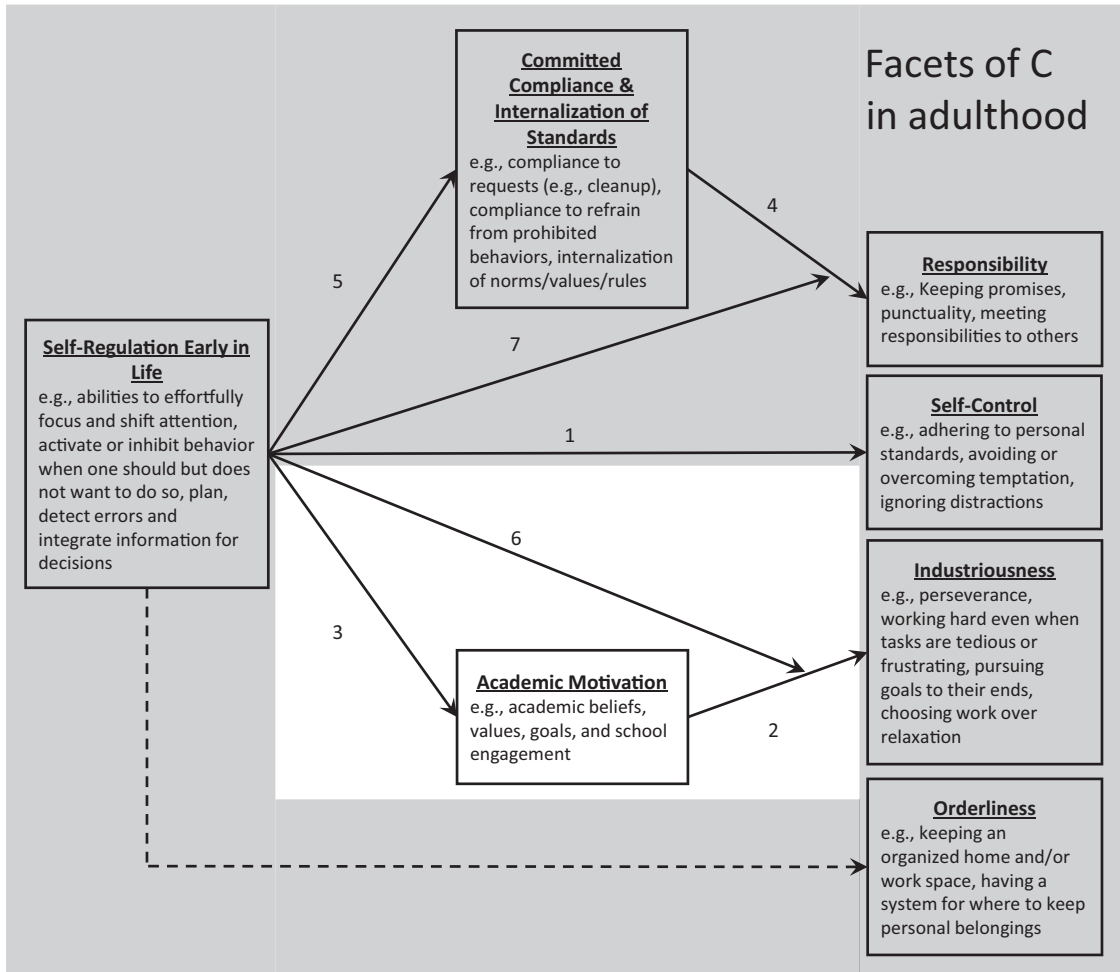 Committed
Compliance &
Internalization of
Standards
e.g., compliance to
requests (e.g., cleanup),
compliance to refrain
from prohibited
behaviors, internalization
of norms/values/rules
Facets of C
in adulthood
4
5
Responsibility
e.g., Keeping promises,
punctuality, meeting
responsibilities to others
Self-Regulation Early in
Life
e.g., abilities to effortfully
focus and shift attention,
activate or inhibit behavior
when one should but does
not want to do so, plan,
detect errors and
integrate information for
decisions
7
1
Self-Control
e.g., adhering to personal
standards, avoiding or
overcoming temptation,
ignoring distractions
6
3
Industriousness
e.g., perseverance,
working hard even when
tasks are tedious or
frustrating, pursuing
goals to their ends,
choosing work over
relaxation
Academic Motivation
e.g., academic beliefs,
values, goals, and school
engagement
2
Orderliness
e.g., keeping an
organized home and/or
work space, having a
system for where to keep
personal belongings